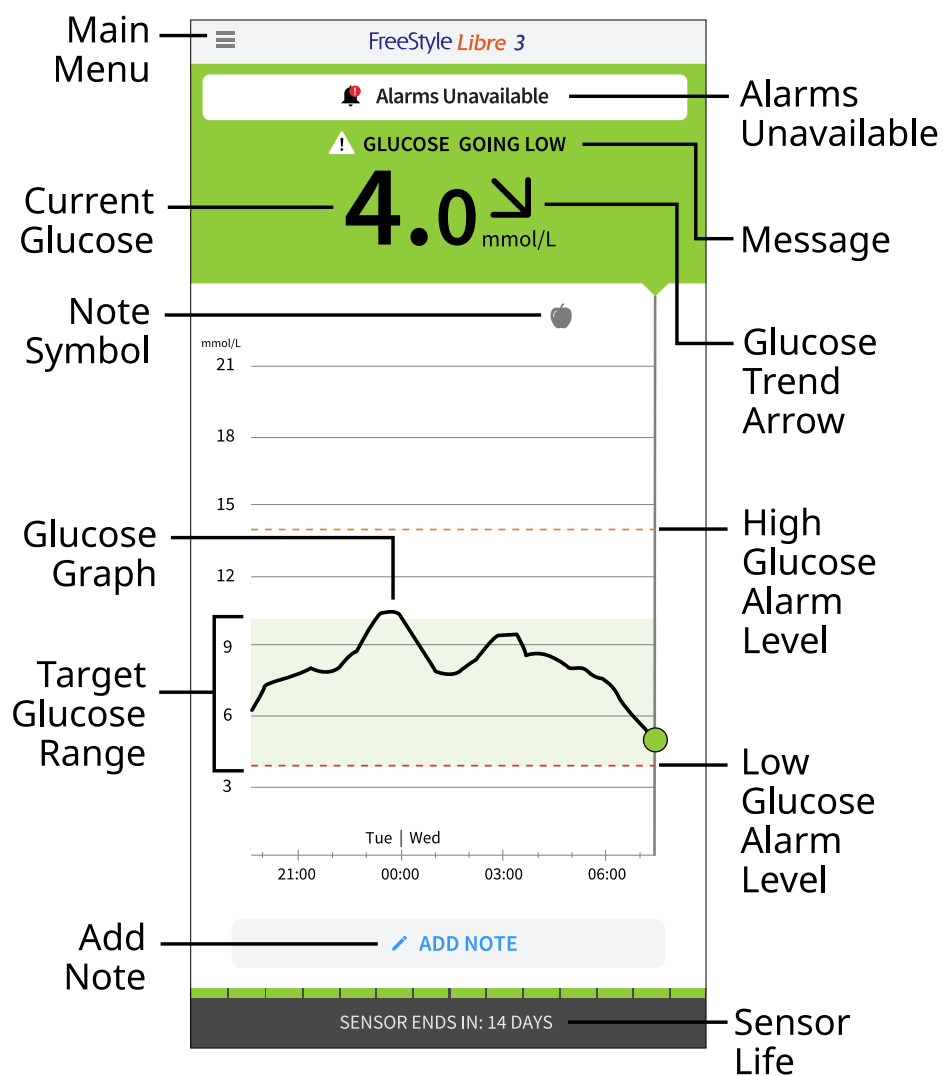 Main
Menu
FreeStyle Libre 3
Alarms Unavailable
Alarms
Unavailable
GLUCOSE GOING LOW
Message
Current
Glucose
4.0
mmol/L
Glucose
Trend
Arrow
Note
Symbol
mmol/L
21
18
15
12
9
6
3
High
Glucose
Alarm
Level
Glucose
Graph
Target
Glucose
Range
Low
Glucose
Alarm
Level
Tue | Wed
21:00 00:00 03:00 06:00
Add
Note
ADD NOTE
SENSOR ENDS IN: 14 DAYS
Sensor
Life